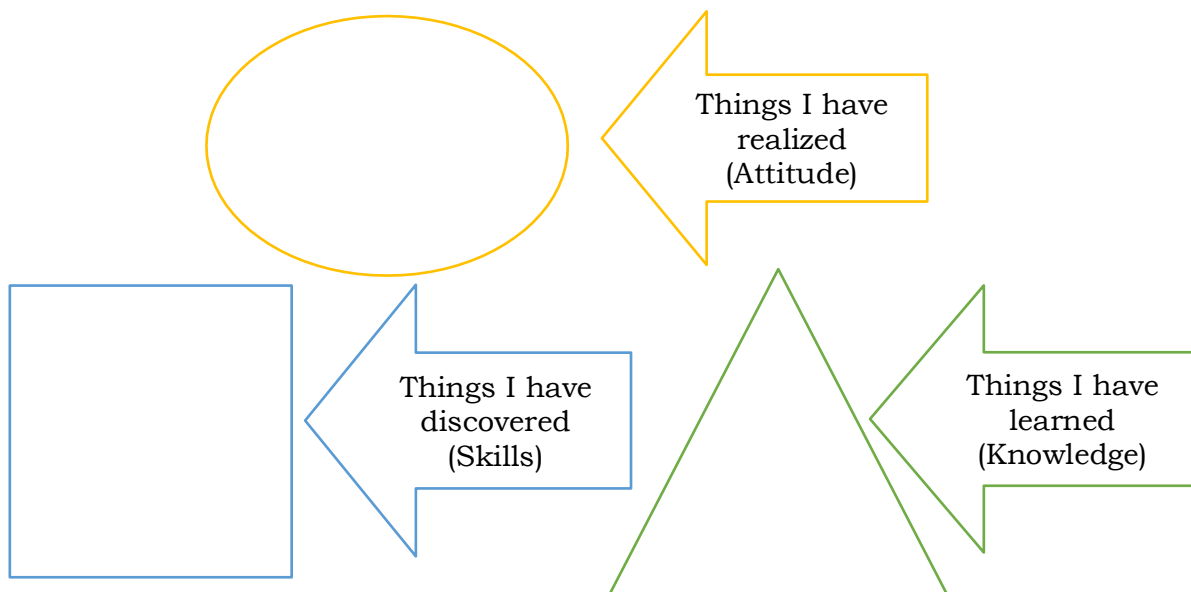 Things I have
realized
(Attitude)
Things I have
discovered
(Skills)
Things I have
learned
(Knowledge)